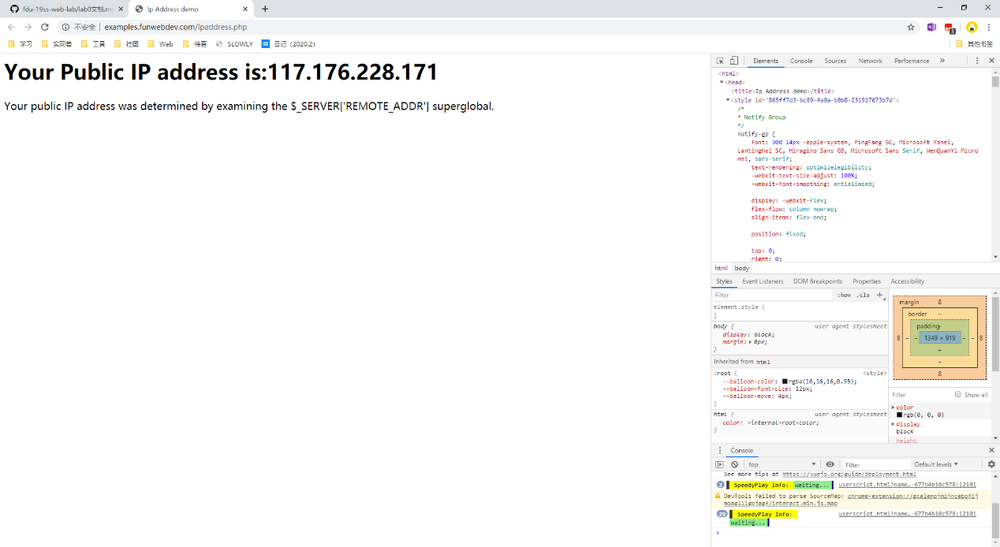 fdu-19ss-web-lab/lab0文档.m
Ip Address demo
不安全 | examples.funwebdev.com/Ipaddress.php
学习 实现着 工具 社团 Web 待看 SLOWLY 日记 (2020.2) 其他书签
Your Public IP address is:117.176.228.171
Your public IP address was determined by examining the $_SERVER['REMOTE_ADDR'] superglobal.
Elements Console Sources Network Performance »
<html>
▼<head>
<title>Ip Address demo</title>
▼<style id="865ff7d3-bc89-4a0a-b0b8-231917673b7d">
/*
* Notify Group
*/
notify-gp {
font: 300 14px -apple-system, PingFang SC, Microsoft Yahei,
Lantinghei SC, Hiragino Sans GB, Microsoft Sans Serif, WenQuanYi Micro
Hei, sans-serif;
text-rendering: optimizelegibility;
-webkit-text-size-adjust: 100%;
-webkit-font-smoothing: antialiased;
display: -webkit-flex;
flex-flow: column nowrap;
align-items: flex-end;
position: fixed;
top: 0;
right: 0;
html body
Styles Event Listeners DOM Breakpoints Properties Accessibility
Filter :hov .cls +
element.style {
}
body { user agent stylesheet
display: block;
margin:▶8px;
}
Inherited from html
:root { <style>
--balloon-color: rgba(16,16,16,0.95);
--balloon-font-size: 12px;
--balloon-move: 4px;
}
html { user agent stylesheet
color: -internal-root-color;
}
margin 8
border –
padding–
8 – – 1349 × 919 – – 8
–
–
8
Filter Show all
▶color
rgb(0, 0, 0)
▶display
block
height
Console
top Filter Default levels ▼
See more tips at https://vuejs.org/guide/deployment.html
2 SpeedyPlay Info: waiting... userscript.html?name…-677b4b10c578:12101
DevTools failed to parse SourceMap: chrome-extension://gcalenpjmijncebpfij
moaglllgpjagf/interact.min.js.map
29 SpeedyPlay Info: userscript.html?name…-677b4b10c578:12101
waiting...
>